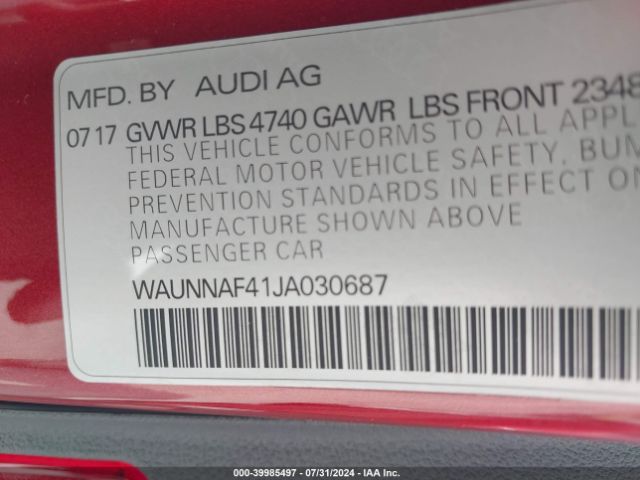 MFD. BY AUDI AG
07 17 GVWR LBS 4740 GAWR LBS FRONT 2348
THIS VEHICLE CONFORMS TO ALL APPL
FEDERAL MOTOR VEHICLE SAFETY, BUM
PREVENTION STANDARDS IN EFFECT ON
MANUFACTURE SHOWN ABOVE
PASSENGER CAR
WAUNNAF41JA030687
000-39985497 - 07/31/2024 - IAA Inc.